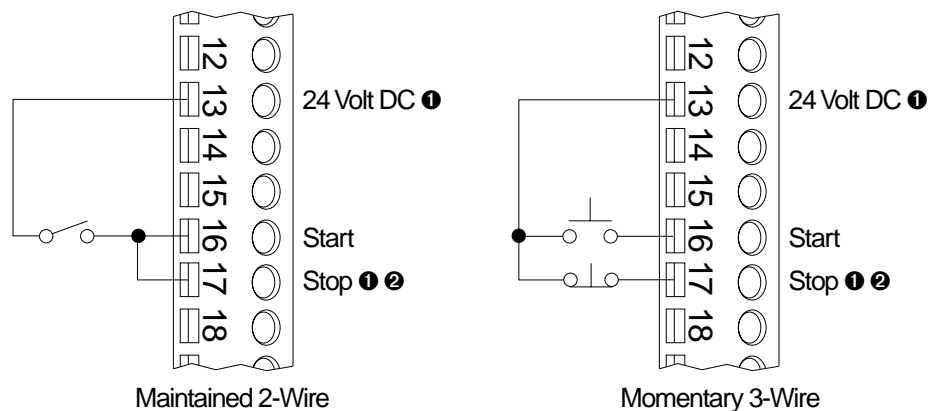 12
13
14
15
16
17
18
24 Volt DC ❶
Start
Stop ❶ ❷
Maintained 2-Wire
12
13
14
15
16
17
18
24 Volt DC ❶
Start
Stop ❶ ❷
Momentary 3-Wire